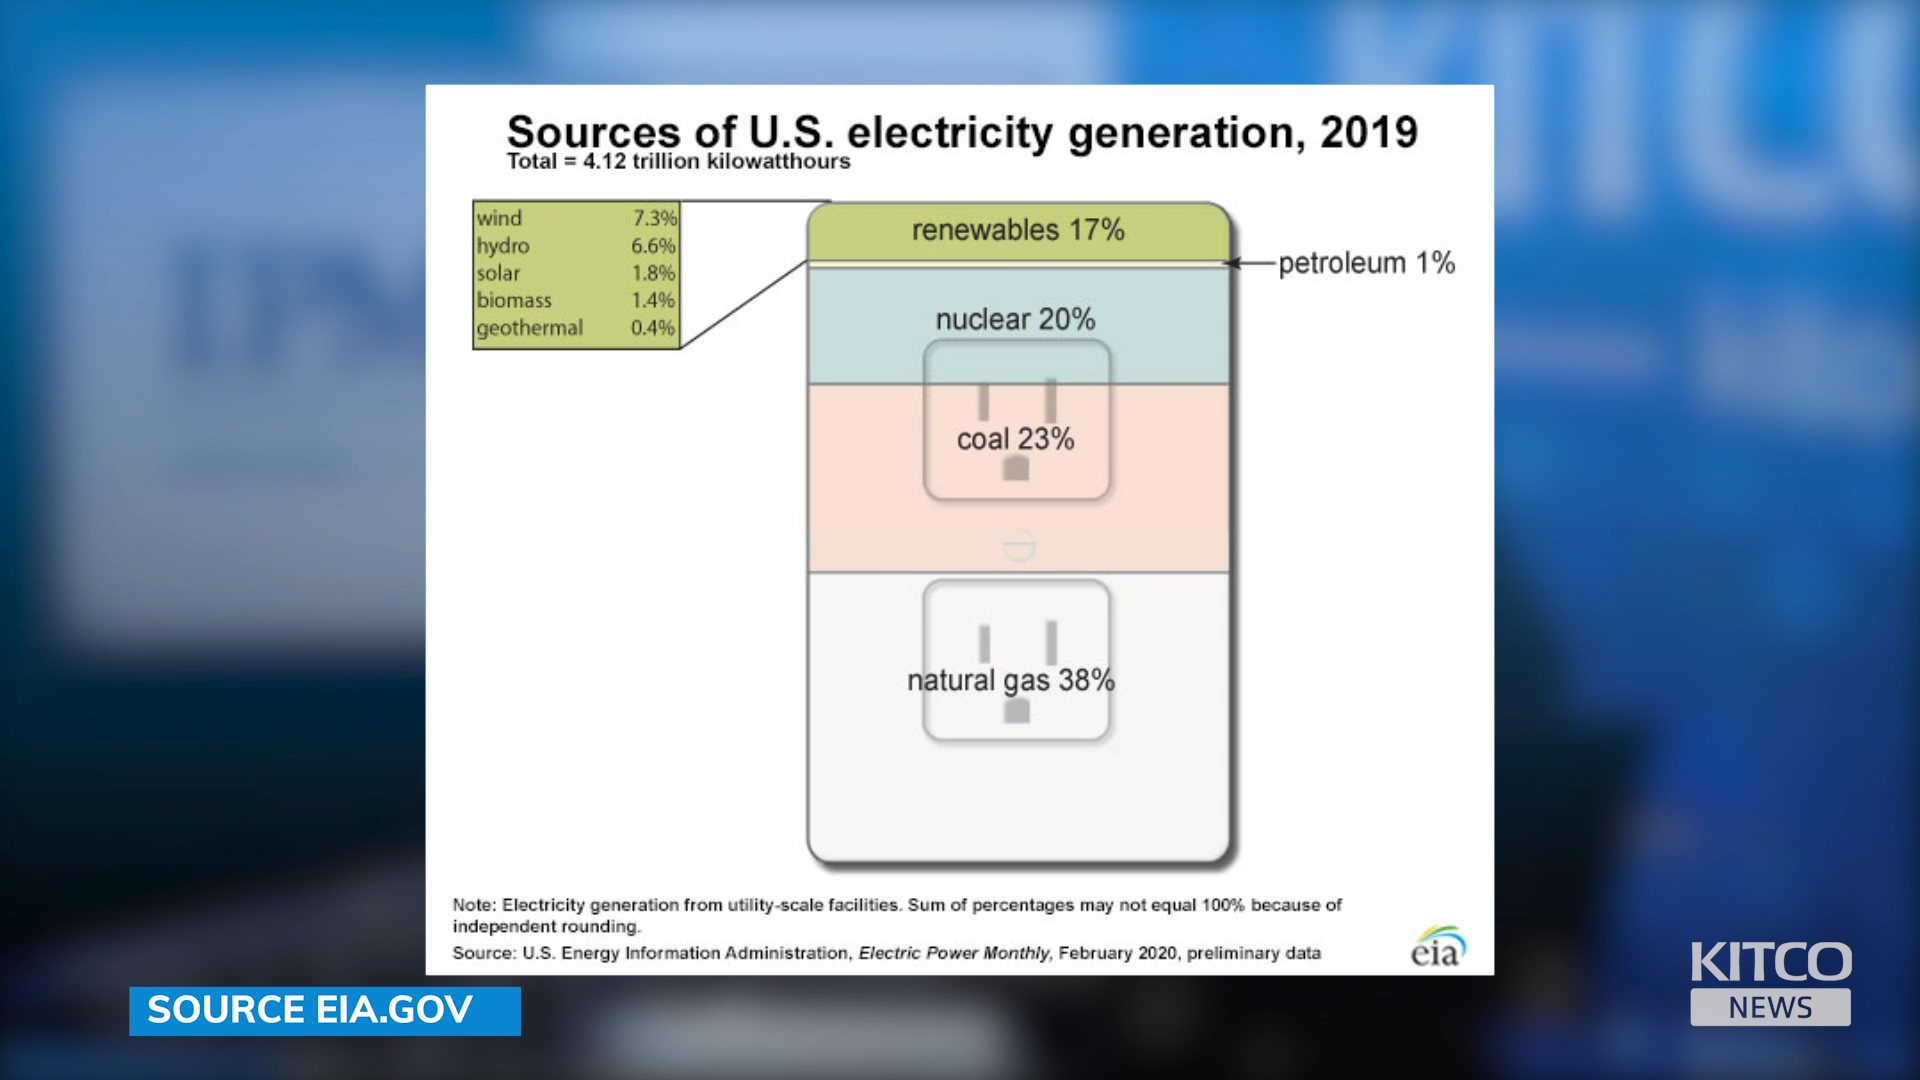 Sources of U.S. electricity generation, 2019
Total = 4.12 trillion kilowatthours
wind 7.3%
hydro 6.6%
solar 1.8%
biomass 1.4%
geothermal 0.4%
renewables 17%
petroleum 1%
nuclear 20%
coal 23%
natural gas 38%
Note: Electricity generation from utility-scale facilities. Sum of percentages may not equal 100% because of
independent rounding.
Source: U.S. Energy Information Administration, Electric Power Monthly, February 2020, preliminary data
eia
SOURCE EIA.GOV
KITCO
NEWS